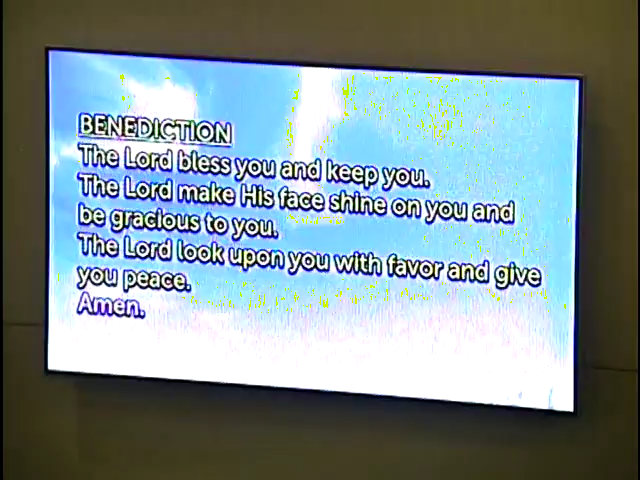 BENEDICTION
The Lord bless you and keep you.
The Lord make His face shine on you and
be gracious to you.
The Lord look upon you with favor and give
you peace.
Amen.